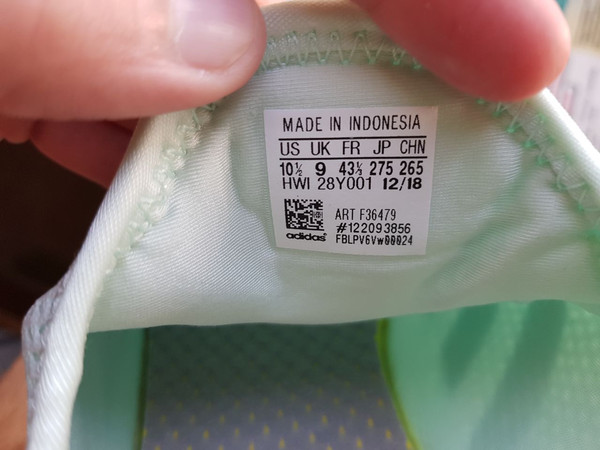 MADE IN INDONESIA
US UK FR JP CHN
10½ 9 43⅓ 275 265
HWI 28Y001 12/18
ART F36479
#122093856
adidas FBLPV6Vw00024